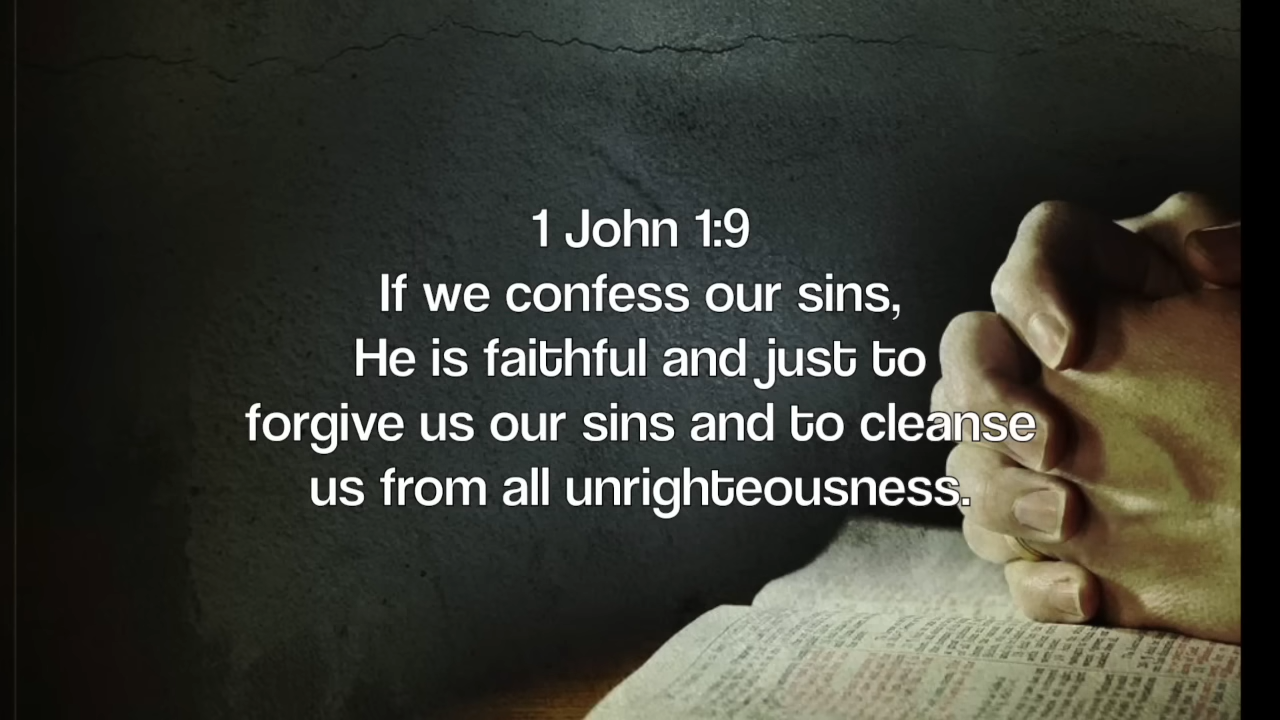 1 John 1:9
If we confess our sins,
He is faithful and just to
forgive us our sins and to cleanse
us from all unrighteousness.